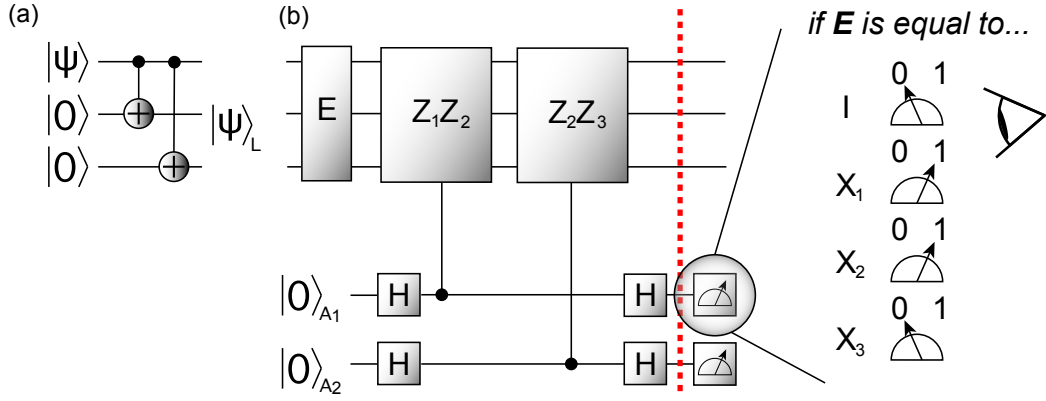 (a)
|ψ⟩
|0⟩
|0⟩
|ψ⟩L
(b)
E
Z1Z2
Z2Z3
|0⟩A1
H
H
|0⟩A2
H
H
if E is equal to...
0 1
I
0 1
X1
0 1
X2
0 1
X3